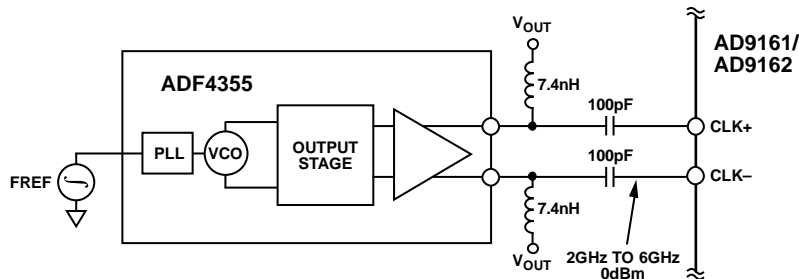 ADF4355
FREF
PLL
VCO
OUTPUT
STAGE
VOUT
7.4nH
100pF
100pF
7.4nH
VOUT
2GHz TO 6GHz
0dBm
AD9161/
AD9162
CLK+
CLK–